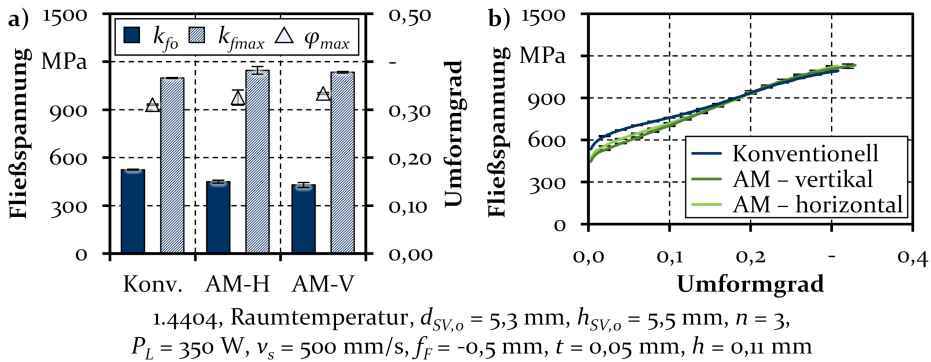 a)
Fließspannung
1500
MPa
900
600
300
0
k_fo k_fmax φ_max
0,50
-
0,30
0,20
0,10
0,00
Umformgrad
Konv. AM-H AM-V
b)
Fließspannung
1500
MPa
900
600
300
0
Konventionell
AM – vertikal
AM – horizontal
0,0 0,1 0,2 - 0,4
Umformgrad
1.4404, Raumtemperatur, d_SV,0 = 5,3 mm, h_SV,0 = 5,5 mm, n = 3,
P_L = 350 W, v_s = 500 mm/s, f_F = -0,5 mm, t = 0,05 mm, h = 0,11 mm